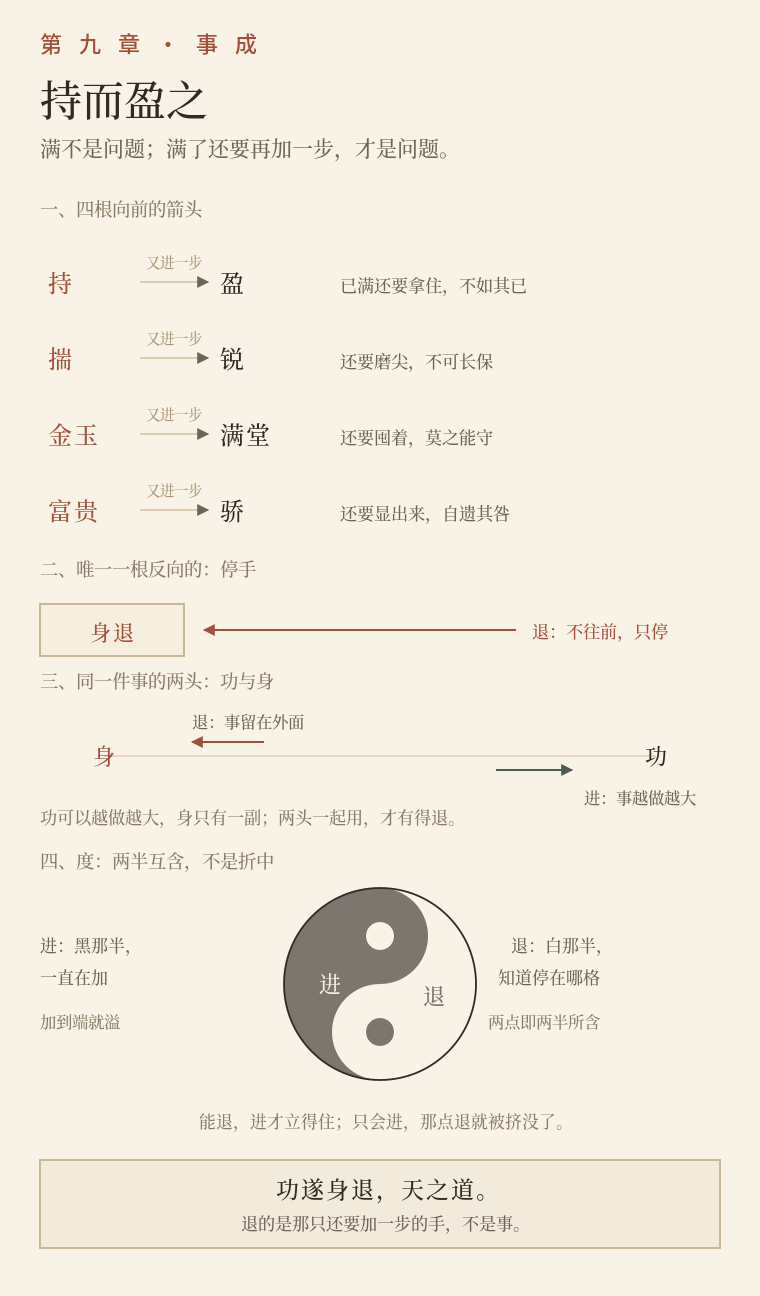 第九章·事成
持而盈之
满不是问题；满了还要再加一步，才是问题。
一、四根向前的箭头
持 又进一步 盈 已满还要拿住，不如其已
揣 又进一步 锐 还要磨尖，不可长保
金玉 又进一步 满堂 还要囤着，莫之能守
富贵 又进一步 骄 还要显出来，自遗其咎
二、唯一一根反向的：停手
身退 退：不往前，只停
三、同一件事的两头：功与身
退：事留在外面
身 功
进：事越做越大
功可以越做越大，身只有一副；两头一起用，才有得退。
四、度：两半互含，不是折中
进：黑那半，
一直在加
加到端就溢
进
退
退：白那半，
知道停在哪格
两点即两半所含
能退，进才立得住；只会进，那点退就被挤没了。
功遂身退，天之道。
退的是那只还要加一步的手，不是事。